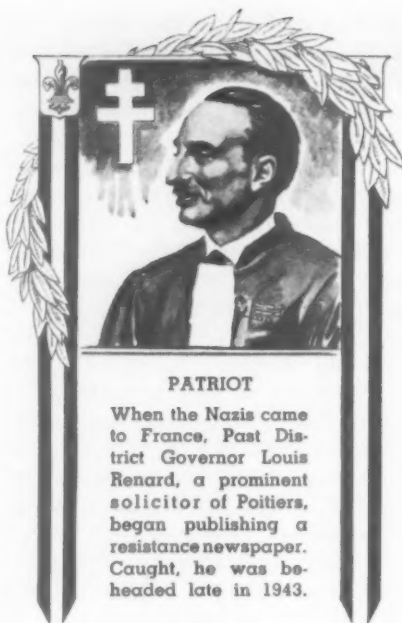 PATRIOT
When the Nazis came
to France, Past Dis-
trict Governor Louis
Renard, a prominent
solicitor of Poitiers,
began publishing a
resistance newspaper.
Caught, he was be-
headed late in 1943.